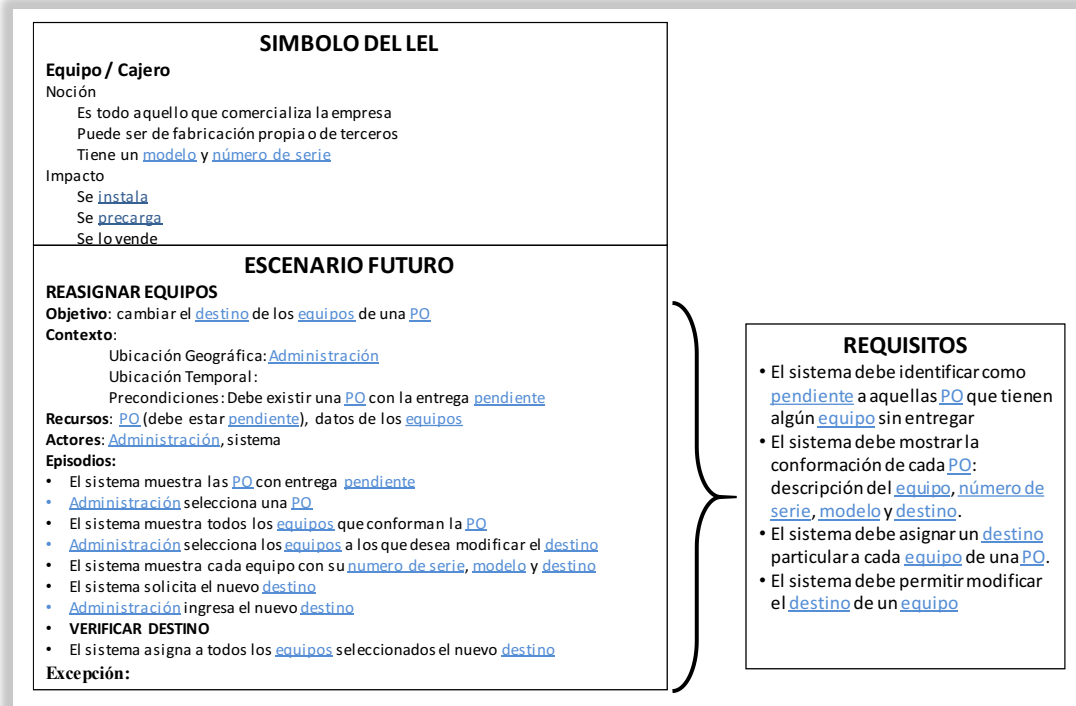 SIMBOLO DEL LEL
Equipo / Cajero
Noción
Es todo aquello que comercializa la empresa
Puede ser de fabricación propia o de terceros
Tiene un modelo y número de serie
Impacto
Se instala
Se precarga
Se lo vende
ESCENARIO FUTURO
REASIGNAR EQUIPOS
Objetivo: cambiar el destino de los equipos de una PO
Contexto:
Ubicación Geográfica: Administración
Ubicación Temporal:
Precondiciones: Debe existir una PO con la entrega pendiente
Recursos: PO (debe estar pendiente), datos de los equipos
Actores: Administración, sistema
Episodios:
• El sistema muestra las PO con entrega pendiente
• Administración selecciona una PO
• El sistema muestra todos los equipos que conforman la PO
• Administración selecciona los equipos a los que desea modificar el destino
• El sistema muestra cada equipo con su numero de serie, modelo y destino
• El sistema solicita el nuevo destino
• Administración ingresa el nuevo destino
• VERIFICAR DESTINO
• El sistema asigna a todos los equipos seleccionados el nuevo destino
Excepción:
REQUISITOS
• El sistema debe identificar como
pendiente a aquellas PO que tienen
algún equipo sin entregar
• El sistema debe mostrar la
conformación de cada PO:
descripción del equipo, número de
serie, modelo y destino.
• El sistema debe asignar un destino
particular a cada equipo de una PO.
• El sistema debe permitir modificar
el destino de un equipo